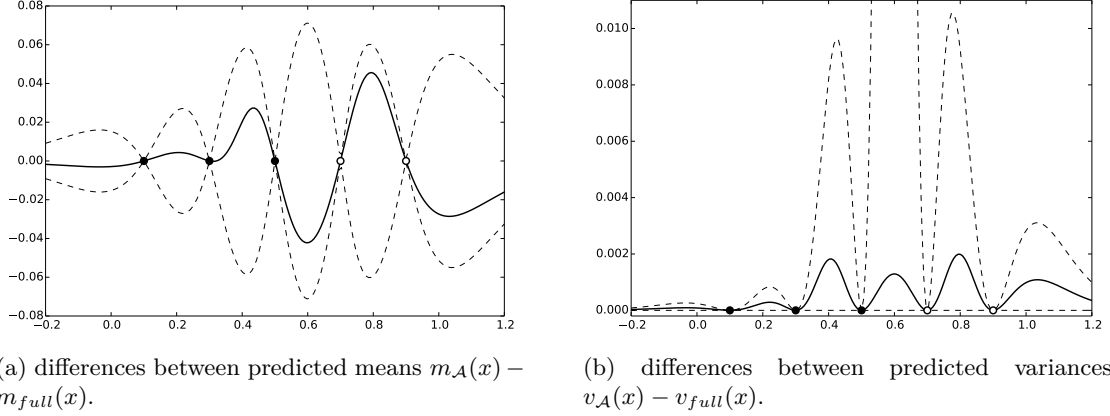 0.08
0.06
0.04
0.02
0.00
−0.02
−0.04
−0.06
−0.08
−0.2 0.0 0.2 0.4 0.6 0.8 1.0 1.2
(a) differences between predicted means m_A(x) −
m_full(x).
0.010
0.008
0.006
0.004
0.002
0.000
−0.2 0.0 0.2 0.4 0.6 0.8 1.0 1.2
(b) differences between predicted variances
v_A(x) − v_full(x).